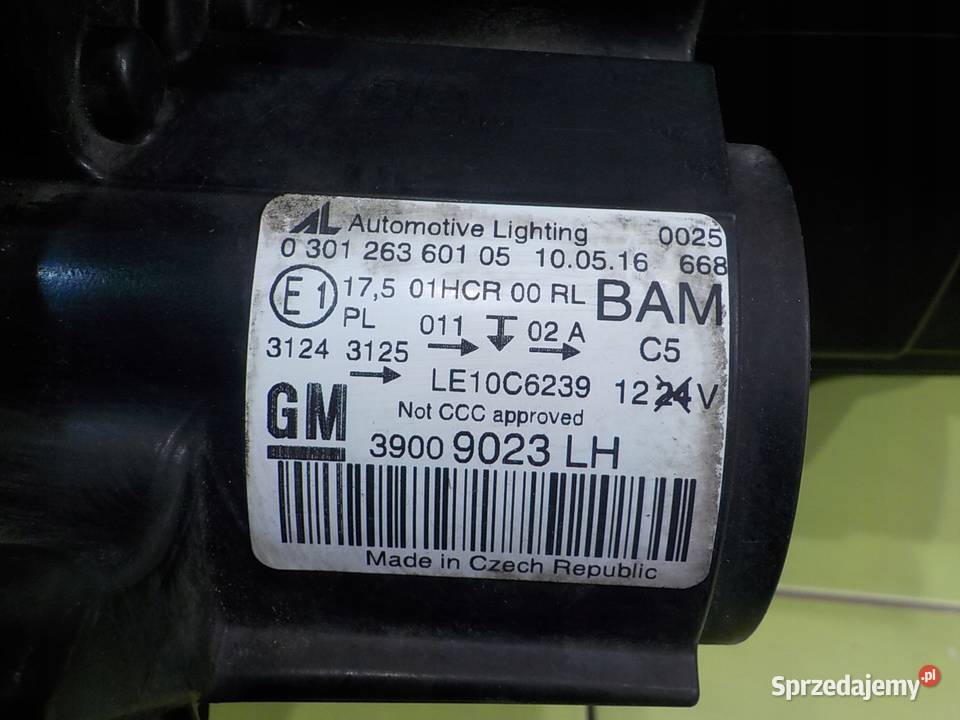 AL Automotive Lighting 0025
0 301 263 601 05 10.05.16 668
E1 17,5 01HCR 00 RL BAM
PL 011 02 A C5
3124 3125 LE10C6239 12 24 V
GM Not CCC approved
3900 9023 LH
Made in Czech Republic
Sprzedajemy.pl